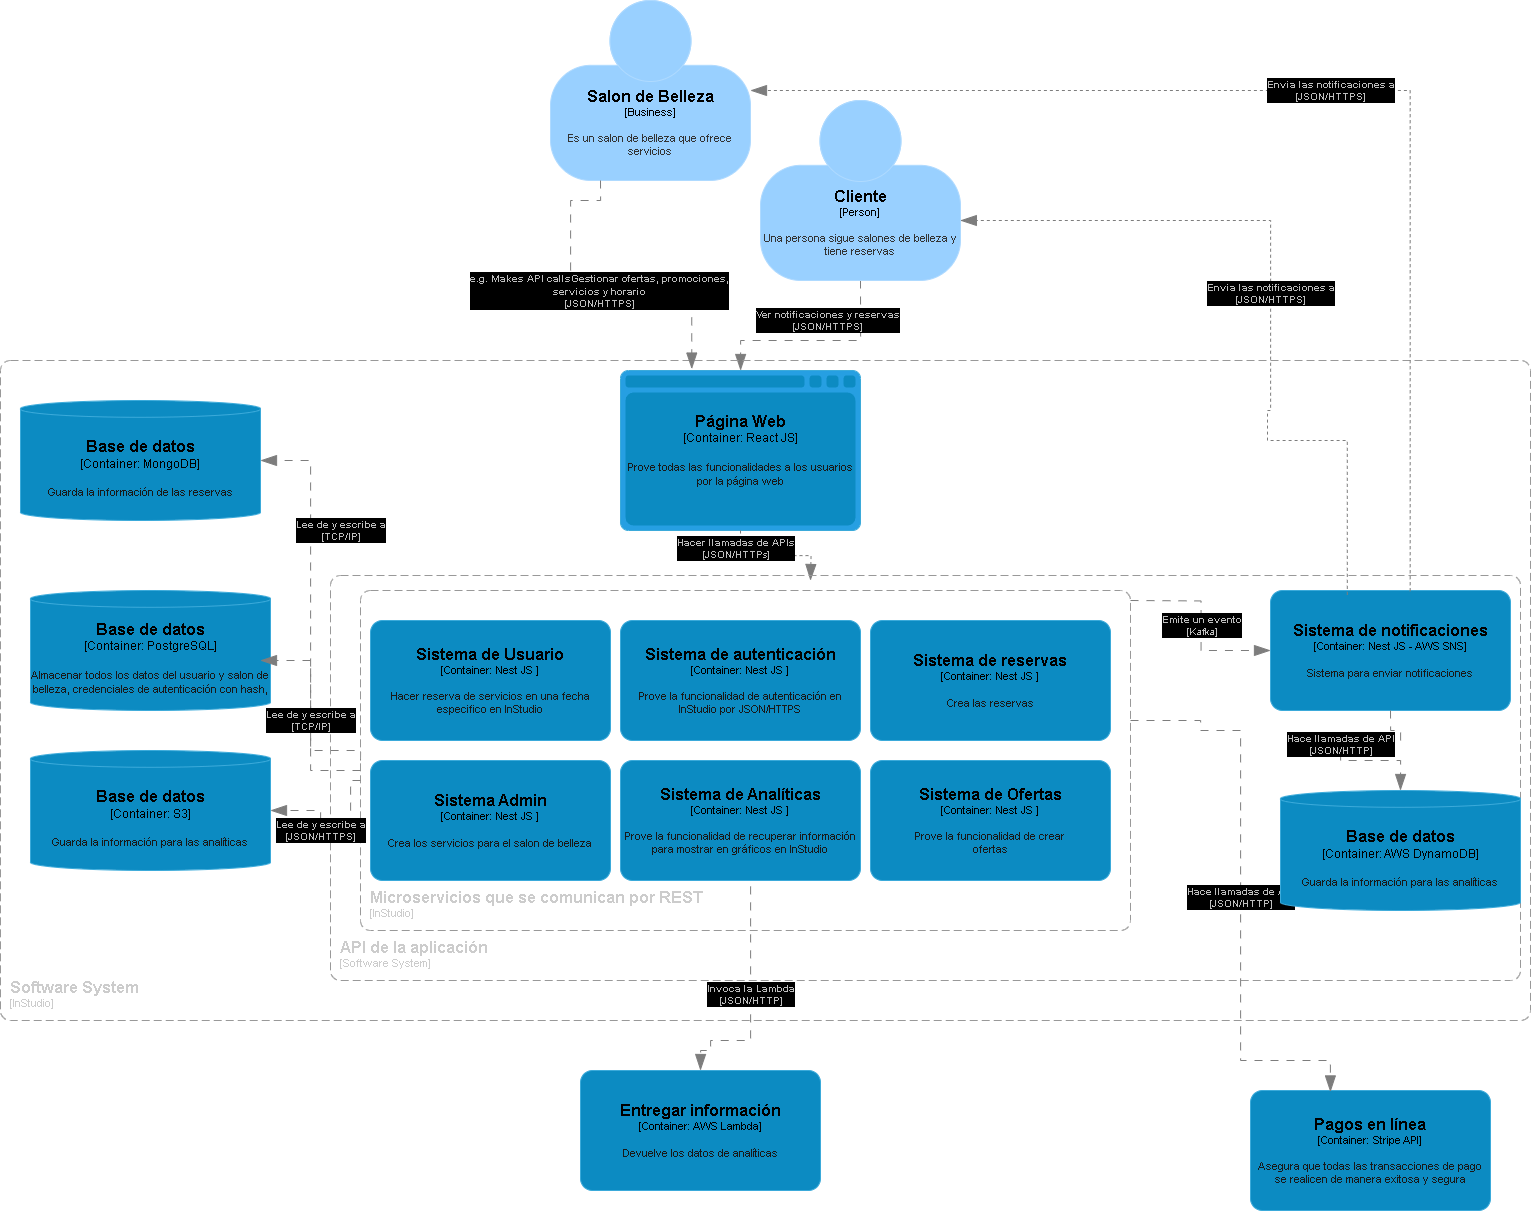 Salon de Belleza
[Business]
Es un salon de belleza que ofrece
servicios
Envia las notificaciones a
[JSON/HTTPS]
Cliente
[Person]
Una persona sigue salones de belleza y
tiene reservas
e.g. Makes API callsGestionar ofertas, promociones,
servicios y horario
[JSON/HTTPS]
Envia las notificaciones a
[JSON/HTTPS]
Ver notificaciones y reservas
[JSON/HTTPS]
Página Web
[Container: React JS]
Prove todas las funcionalidades a los usuarios
por la página web
Base de datos
[Container: MongoDB]
Guarda la información de las reservas
Lee de y escribe a
[TCP/IP]
Hacer llamadas de APIs
[JSON/HTTPs]
Base de datos
[Container: PostgreSQL]
Almacenar todos los datos del usuario y salon de
belleza, credenciales de autenticación con hash,
Lee de y escribe a
[TCP/IP]
Sistema de Usuario
[Container: Nest JS ]
Hacer reserva de servicios en una fecha
especifico en InStudio
Sistema de autenticación
[Container: Nest JS ]
Prove la funcionalidad de autenticación en
InStudio por JSON/HTTPS
Sistema de reservas
[Container: Nest JS ]
Crea las reservas
Emite un evento
[Kafka]
Sistema de notificaciones
[Container: Nest JS - AWS SNS]
Sistema para enviar notificaciones
Hace llamadas de API
[JSON/HTTP]
Base de datos
[Container: S3]
Guarda la información para las analíticas
Lee de y escribe a
[JSON/HTTPS]
Sistema Admin
[Container: Nest JS ]
Crea los servicios para el salon de belleza
Sistema de Analíticas
[Container: Nest JS ]
Prove la funcionalidad de recuperar información
para mostrar en gráficos en InStudio
Sistema de Ofertas
[Container: Nest JS ]
Prove la funcionalidad de crear
ofertas
Base de datos
[Container: AWS DynamoDB]
Guarda la información para las analíticas
Hace llamadas de
[JSON/HTTP]
Microservicios que se comunican por REST
[InStudio]
API de la aplicación
[Software System]
Software System
[InStudio]
Invoca la Lambda
[JSON/HTTP]
Entregar información
[Container: AWS Lambda]
Devuelve los datos de analíticas
Pagos en línea
[Container: Stripe API]
Asegura que todas las transacciones de pago
se realicen de manera exitosa y segura